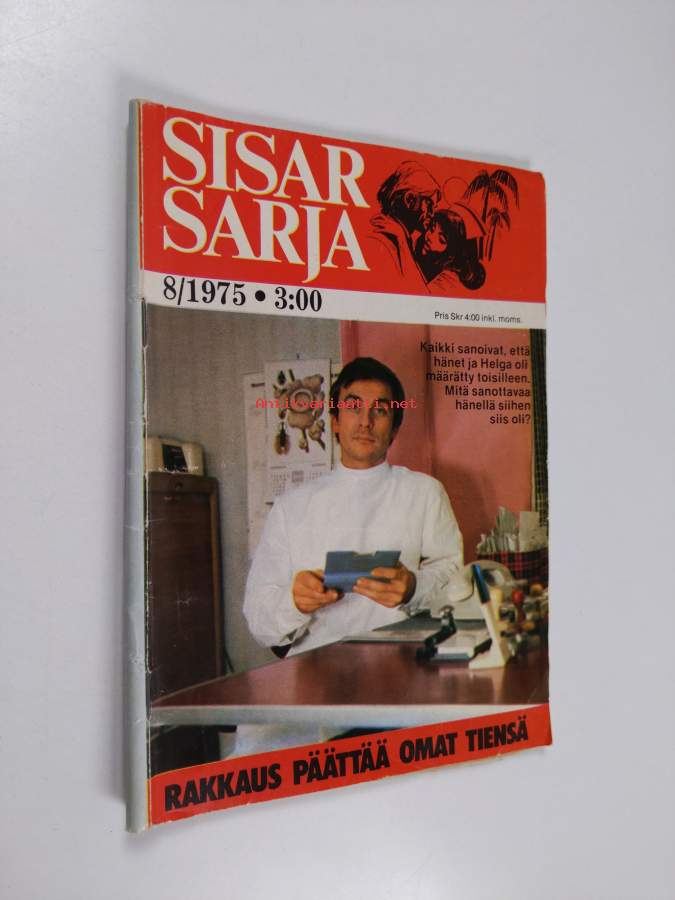 SISAR
SARJA
8/1975 • 3:00
Pris Skr 4:00 inkl. moms.
Kaikki sanoivat, että
hänet ja Helga oli
määrätty toisilleen.
Mitä sanottavaa
hänellä siihen
siis oli?
Antikvariaatti.net
RAKKAUS PÄÄTTÄÄ OMAT TIENSÄ